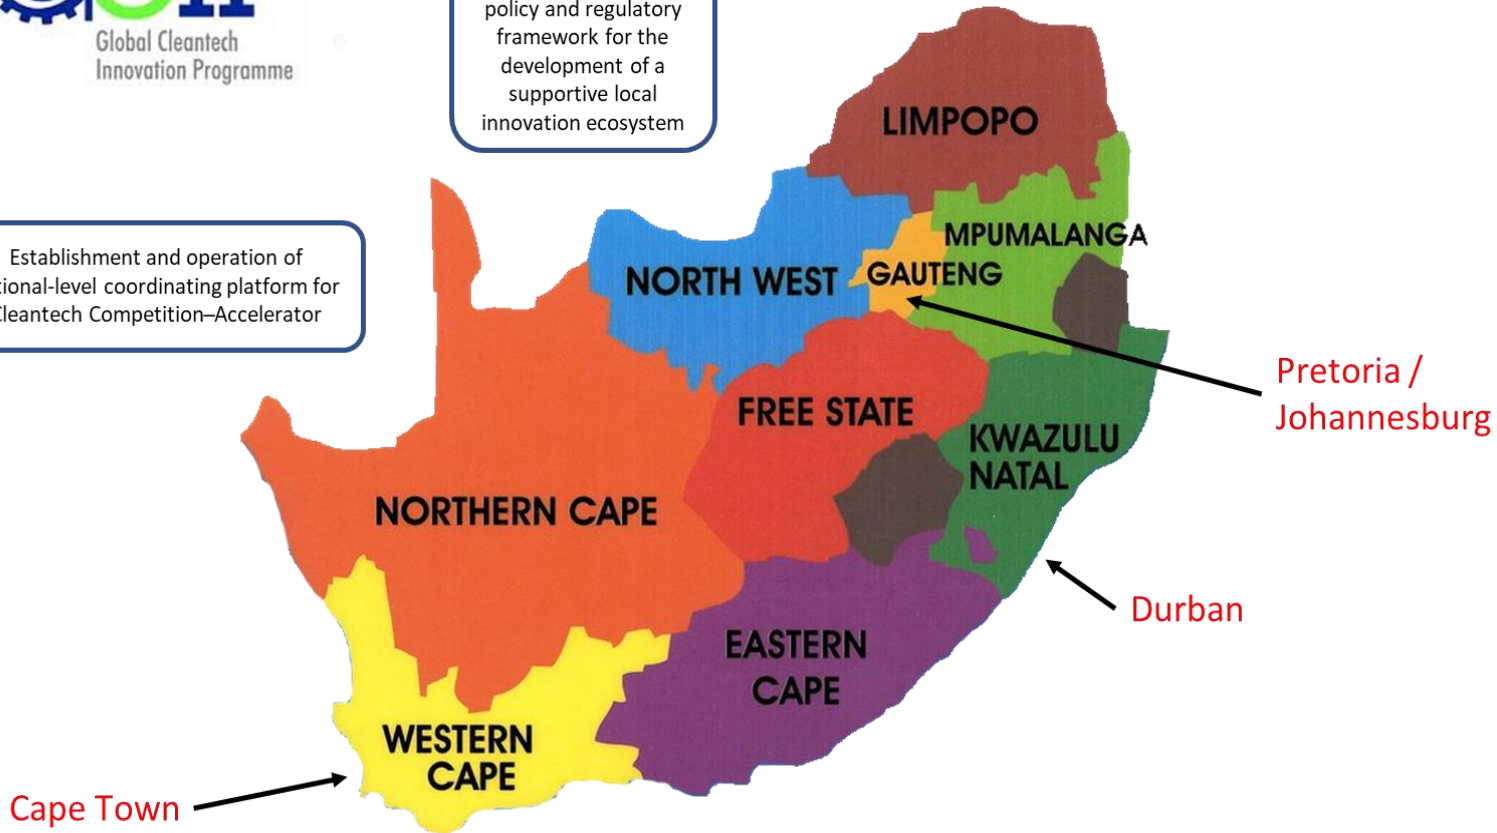 Global Cleantech
Innovation Programme
policy and regulatory
framework for the
development of a
supportive local
innovation ecosystem
Establishment and operation of
tional-level coordinating platform for
Cleantech Competition–Accelerator
LIMPOPO
MPUMALANGA
GAUTENG
NORTH WEST
FREE STATE
KWAZULU
NATAL
NORTHERN CAPE
EASTERN
CAPE
WESTERN
CAPE
Pretoria /
Johannesburg
Durban
Cape Town